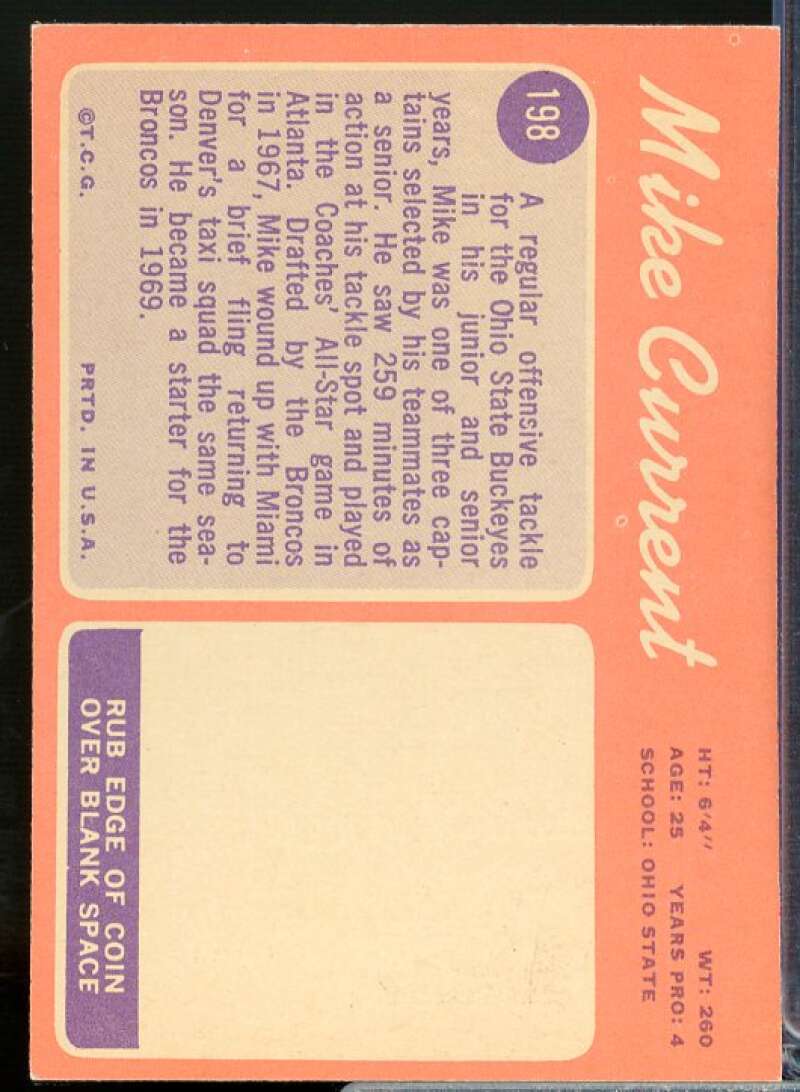 Mike Current
HT: 6'4" WT: 260
AGE: 25 YEARS PRO: 4
SCHOOL: OHIO STATE
198
A regular offensive tackle
for the Ohio State Buckeyes
in his junior and senior
years, Mike was one of three cap-
tains selected by his teammates as
a senior. He saw 259 minutes of
action at his tackle spot and played
in the Coaches' All-Star game in
Atlanta. Drafted by the Broncos
in 1967, Mike wound up with Miami
for a brief fling returning to
Denver's taxi squad the same sea-
son. He became a starter for the
Broncos in 1969.
©T.C.G. PRTD. IN U.S.A.
RUB EDGE OF COIN
OVER BLANK SPACE